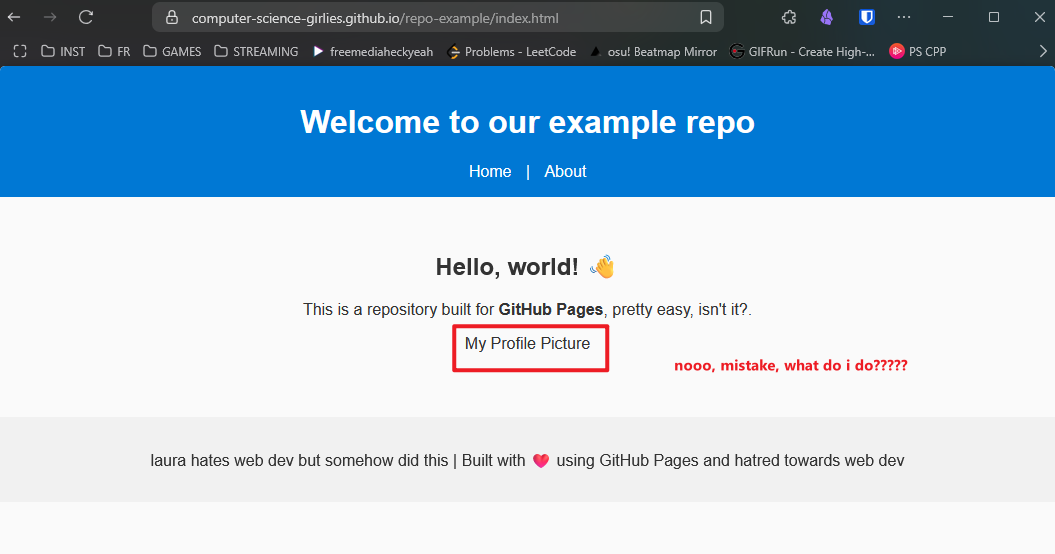 computer-science-girlies.github.io/repo-example/index.html
INST FR GAMES STREAMING freemediaheckyeah Problems - LeetCode osu! Beatmap Mirror GIFRun - Create High-... PS CPP
Welcome to our example repo
Home | About
Hello, world! 👋
This is a repository built for GitHub Pages, pretty easy, isn't it?.
My Profile Picture
nooo, mistake, what do i do?????
laura hates web dev but somehow did this | Built with ❤️ using GitHub Pages and hatred towards web dev